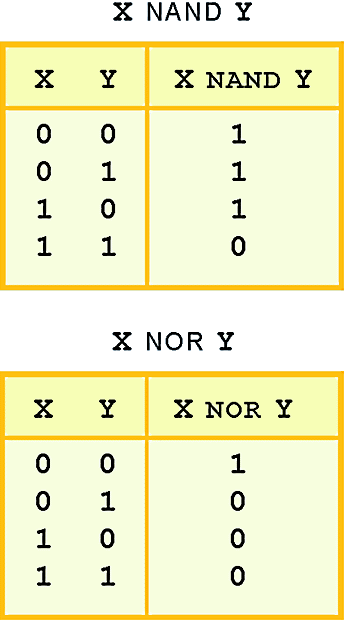 X NAND Y
X Y X NAND Y
0 0 1
0 1 1
1 0 1
1 1 0
X NOR Y
X Y X NOR Y
0 0 1
0 1 0
1 0 0
1 1 0